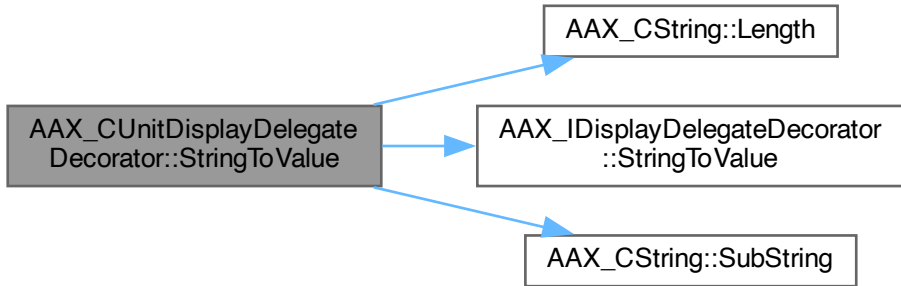 AAX_CUnitDisplayDelegate
Decorator::StringToValue
AAX_CString::Length
AAX_IDisplayDelegateDecorator
::StringToValue
AAX_CString::SubString